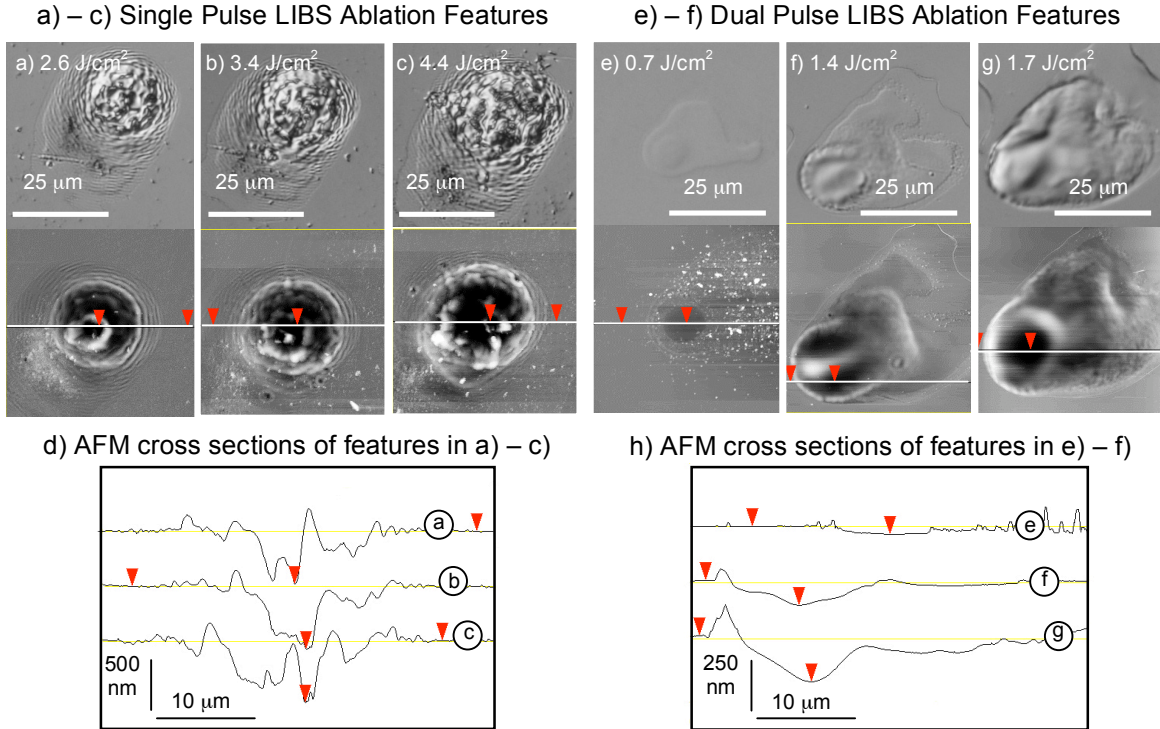 a) – c) Single Pulse LIBS Ablation Features
e) – f) Dual Pulse LIBS Ablation Features
a) 2.6 J/cm²
b) 3.4 J/cm²
c) 4.4 J/cm²
e) 0.7 J/cm²
f) 1.4 J/cm²
g) 1.7 J/cm²
25 μm
25 μm
25 μm
25 μm
25 μm
25 μm
d) AFM cross sections of features in a) – c)
h) AFM cross sections of features in e) – f)
a
b
c
500
nm
10 μm
e
f
g
250
nm
10 μm